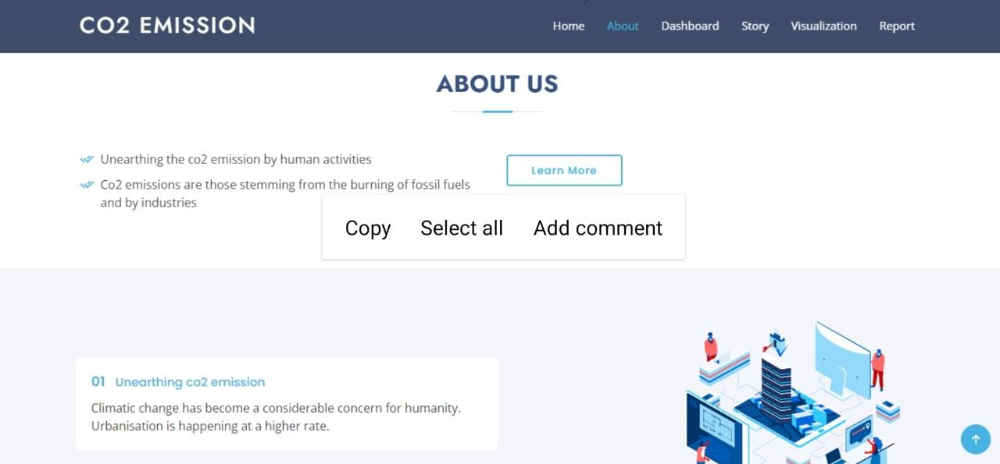 CO2 EMISSION
Home About Dashboard Story Visualization Report
ABOUT US
Unearthing the co2 emission by human activities
Co2 emissions are those stemming from the burning of fossil fuels
and by industries
Learn More
Copy Select all Add comment
01 Unearthing co2 emission
Climatic change has become a considerable concern for humanity.
Urbanisation is happening at a higher rate.